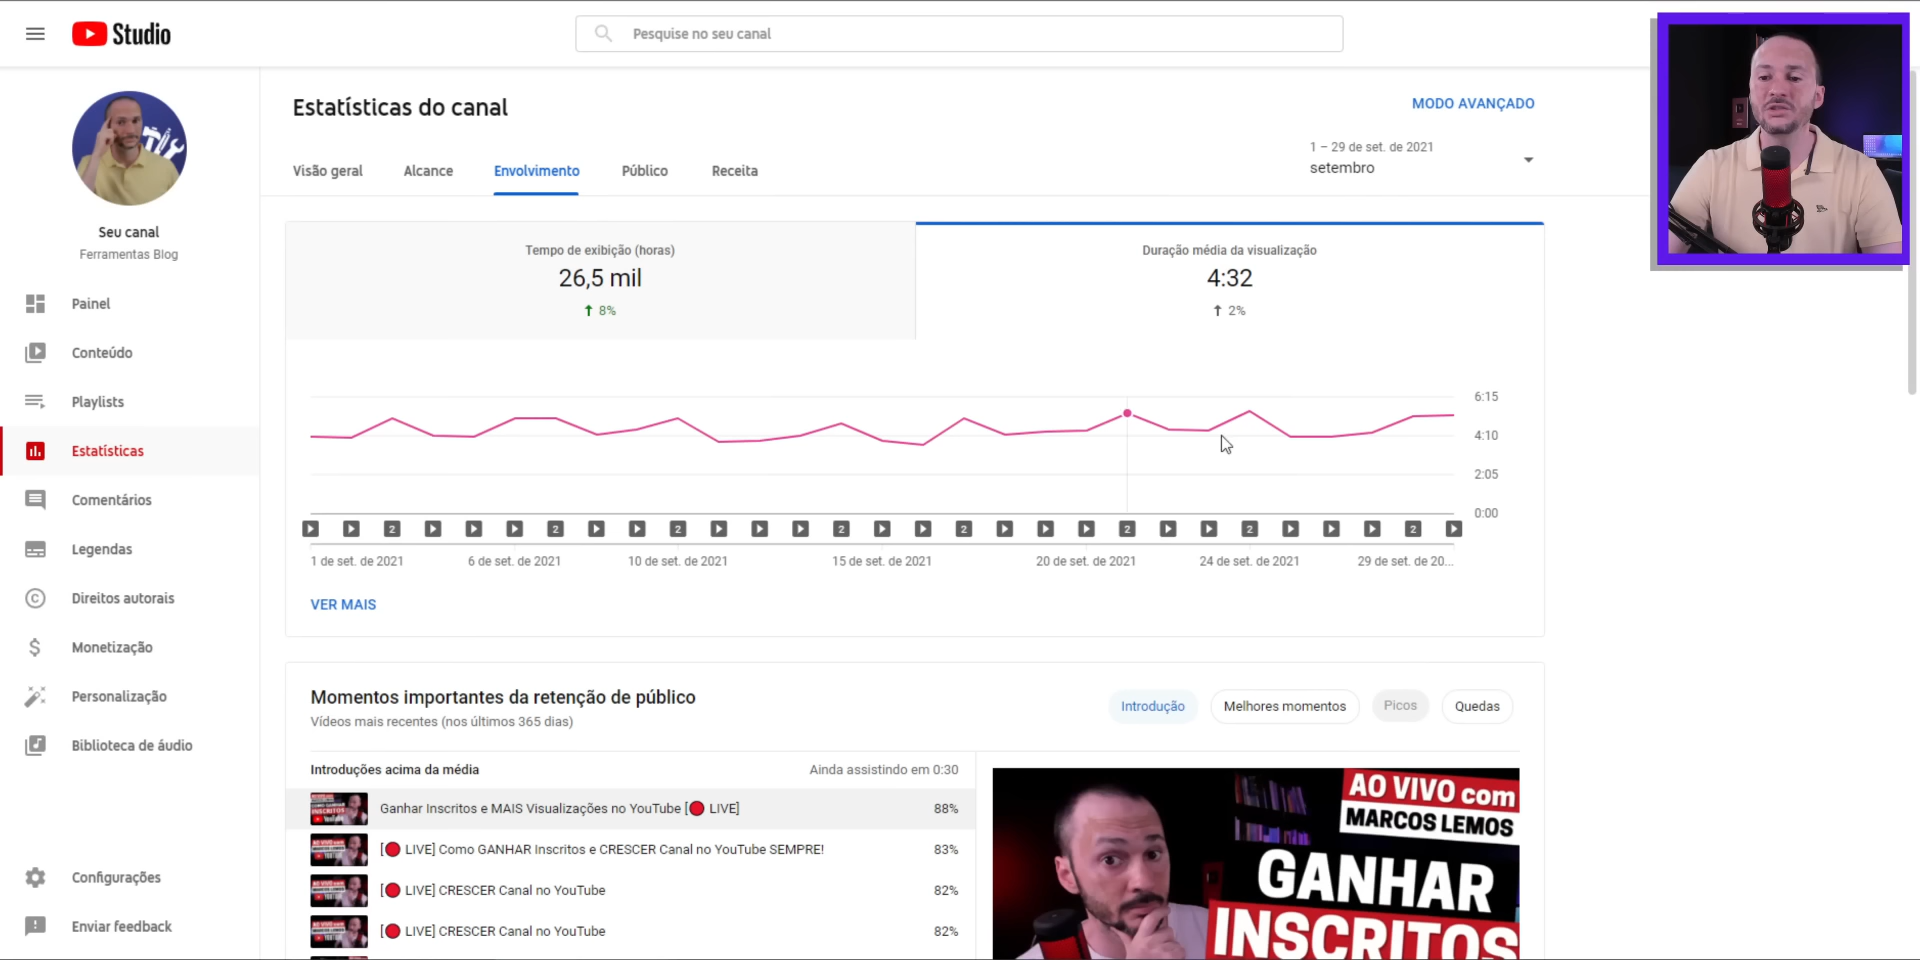 Studio
Pesquise no seu canal
Seu canal
Ferramentas Blog
Painel
Conteúdo
Playlists
Estatísticas
Comentários
Legendas
Direitos autorais
Monetização
Personalização
Biblioteca de áudio
Configurações
Enviar feedback
Estatísticas do canal
MODO AVANÇADO
1 – 29 de set. de 2021
setembro
Visão geral
Alcance
Envolvimento
Público
Receita
Tempo de exibição (horas)
26,5 mil
8%
Duração média da visualização
4:32
2%
6:15
4:10
2:05
0:00
2 2 2 2 2 2 2 2
1 de set. de 2021
6 de set. de 2021
10 de set. de 2021
15 de set. de 2021
20 de set. de 2021
24 de set. de 2021
29 de set. de 20...
VER MAIS
Momentos importantes da retenção de público
Vídeos mais recentes (nos últimos 365 dias)
Introdução
Melhores momentos
Picos
Quedas
Introduções acima da média
Ainda assistindo em 0:30
Ganhar Inscritos e MAIS Visualizações no YouTube [🔴 LIVE]
88%
[🔴 LIVE] Como GANHAR Inscritos e CRESCER Canal no YouTube SEMPRE!
83%
[🔴 LIVE] CRESCER Canal no YouTube
82%
[🔴 LIVE] CRESCER Canal no YouTube
82%
AO VIVO com
MARCOS LEMOS
GANHAR
INSCRITOS